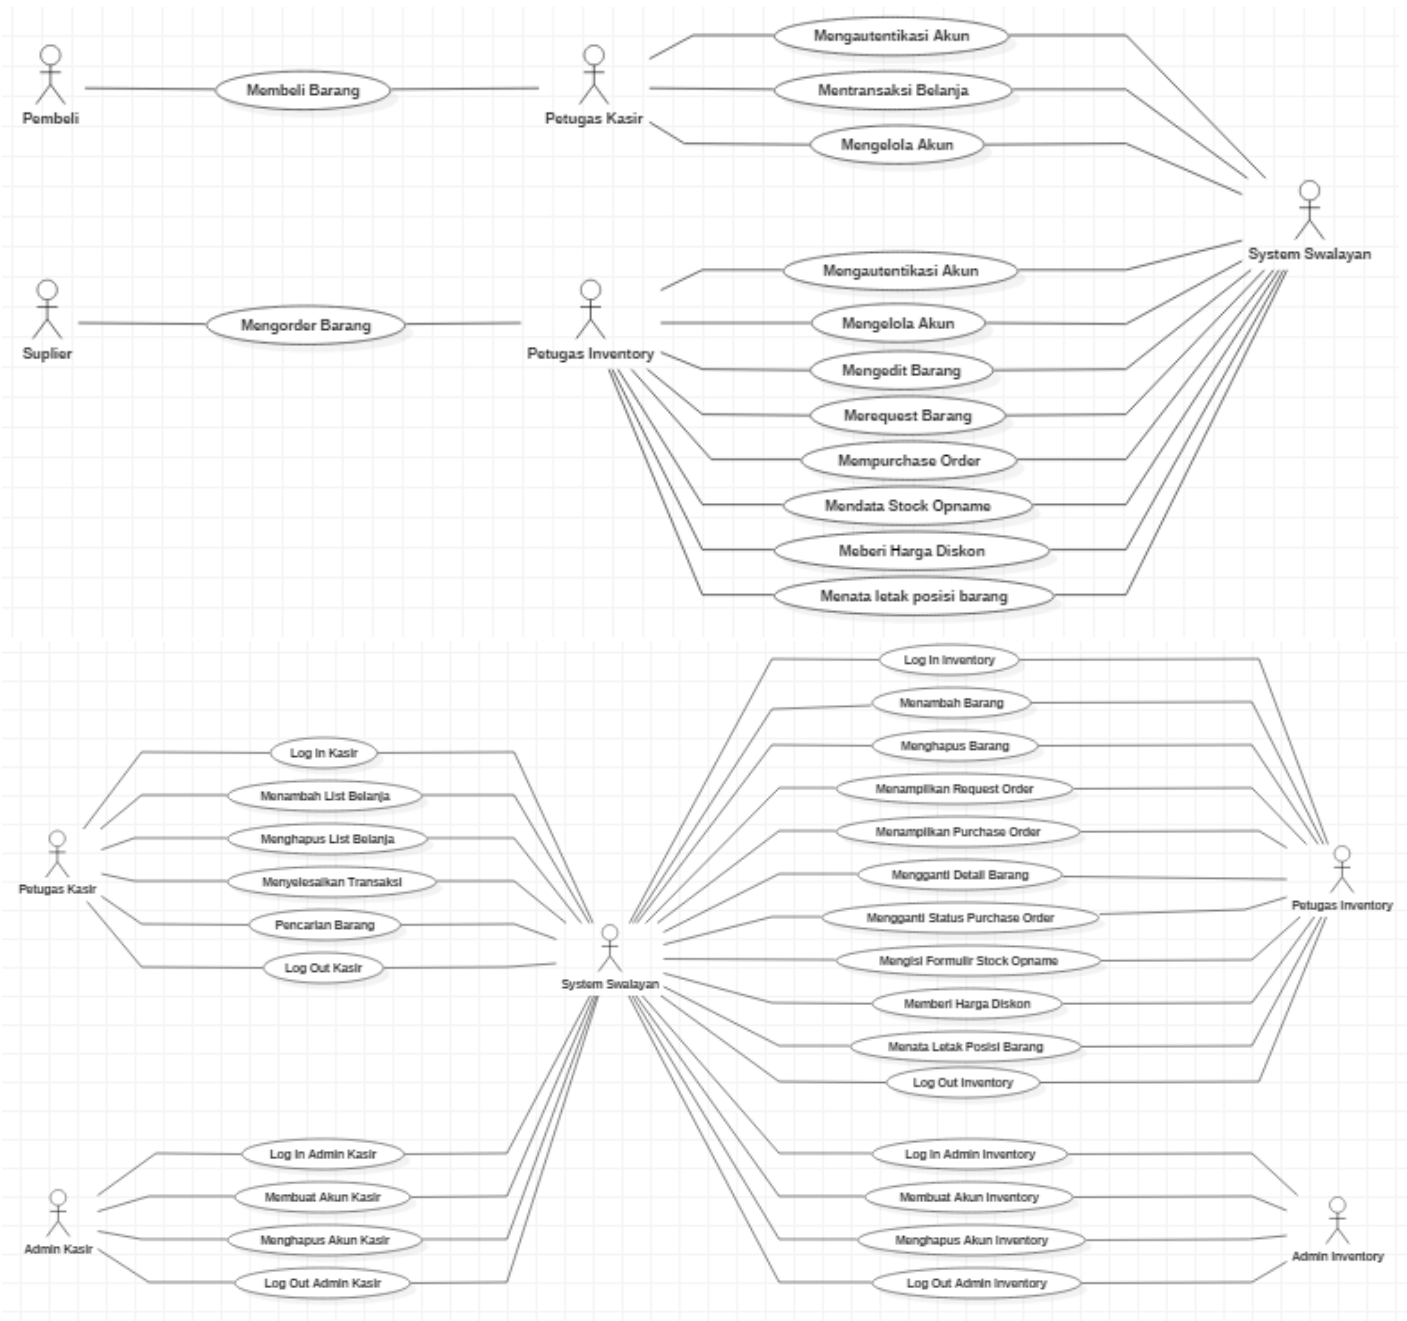 Mengautentikasi Akun
Pembeli
Membeli Barang
Petugas Kasir
Mentransaksi Belanja
Mengelola Akun
System Swalayan
Mengautentikasi Akun
Suplier
Mengorder Barang
Petugas Inventory
Mengelola Akun
Mengedit Barang
Merequest Barang
Mempurchase Order
Mendata Stock Opname
Meberi Harga Diskon
Menata letak posisi barang
Log In Kasir
Menambah List Belanja
Menghapus List Belanja
Petugas Kasir
Menyelesaikan Transaksi
Pencarian Barang
Log Out Kasir
System Swalayan
Log In Inventory
Menambah Barang
Menghapus Barang
Menampilkan Request Order
Menampilkan Purchase Order
Mengganti Detail Barang
Petugas Inventory
Mengganti Status Purchase Order
Mengisi Formulir Stock Opname
Memberi Harga Diskon
Menata Letak Posisi Barang
Log Out Inventory
Log In Admin Kasir
Membuat Akun Kasir
Admin Kasir
Menghapus Akun Kasir
Log Out Admin Kasir
Log In Admin Inventory
Membuat Akun Inventory
Menghapus Akun Inventory
Admin Inventory
Log Out Admin Inventory